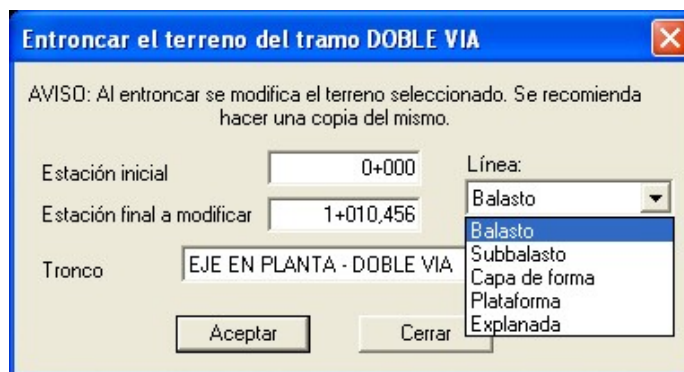 Entroncar el terreno del tramo DOBLE VIA
AVISO: Al entroncar se modifica el terreno seleccionado. Se recomienda
hacer una copia del mismo.
Estación inicial
0+000
Línea:
Balasto
Estación final a modificar
1+010,456
Balasto
Subbalasto
Capa de forma
Plataforma
Explanada
Tronco
EJE EN PLANTA - DOBLE VIA
Aceptar
Cerrar